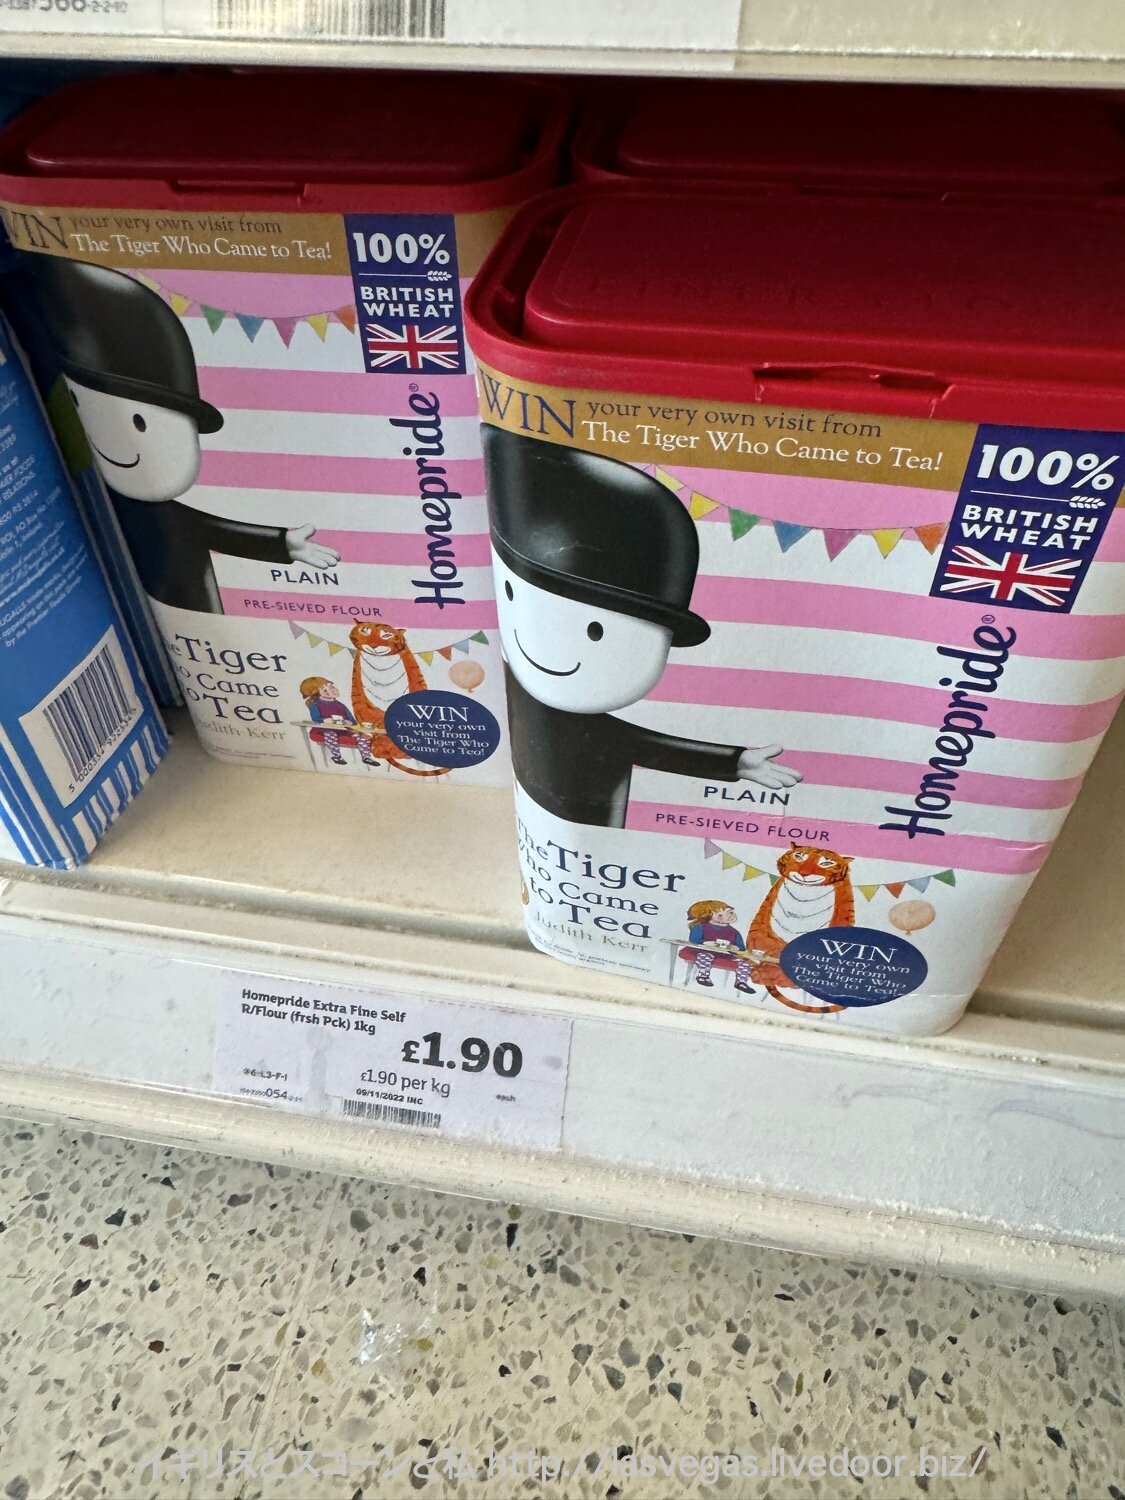 WIN your very own visit from
The Tiger Who Came to Tea!
100%
BRITISH
WHEAT
Homepride®
PLAIN
PRE-SIEVED FLOUR
Tiger
Came
Tea
Judith Kerr
WIN
your very own
visit from
The Tiger Who
Came to Tea!
WIN your very own visit from
The Tiger Who Came to Tea!
100%
BRITISH
WHEAT
Homepride®
PLAIN
PRE-SIEVED FLOUR
The Tiger
who Came
to Tea
Judith Kerr
WIN
your very own
visit from
The Tiger Who
Came to Tea!
Homepride Extra Fine Self
R/Flour (frsh Pck) 1kg
£1.90
£1.90 per kg
09/11/2022 INC
each
054
イギリスとスコーンと私 http://lasvegas.livedoor.biz/